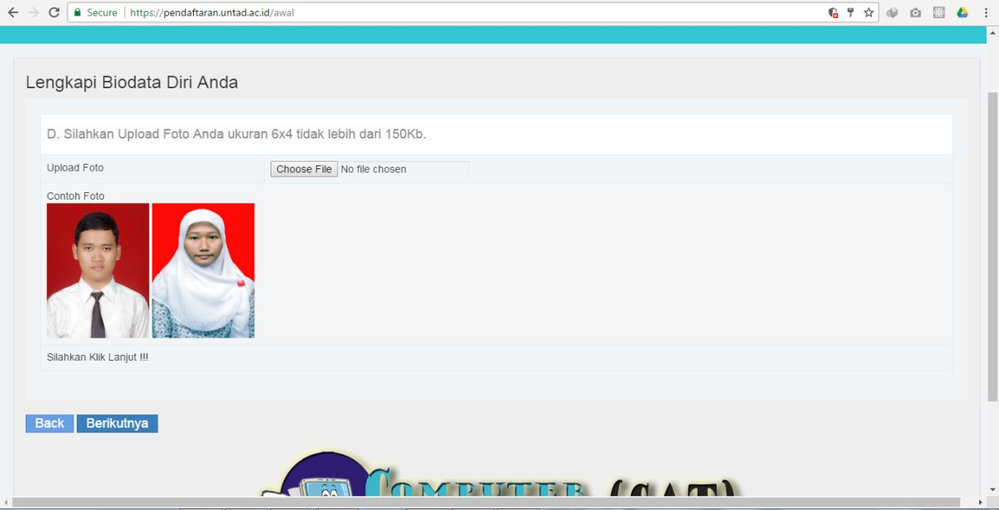 Secure
https://pendaftaran.untad.ac.id/awal
Lengkapi Biodata Diri Anda
D. Silahkan Upload Foto Anda ukuran 6x4 tidak lebih dari 150Kb.
Upload Foto
Choose File No file chosen
Contoh Foto
Silahkan Klik Lanjut !!!
Back
Berikutnya
COMPUTER (CAT)